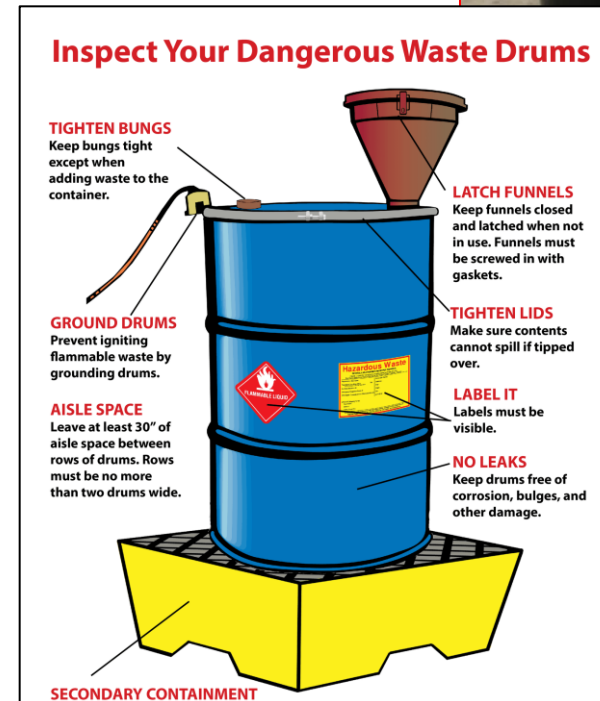 Inspect Your Dangerous Waste Drums
TIGHTEN BUNGS
Keep bungs tight
except when
adding waste to the
container.
LATCH FUNNELS
Keep funnels closed
and latched when not
in use. Funnels must
be screwed in with
gaskets.
GROUND DRUMS
Prevent igniting
flammable waste by
grounding drums.
TIGHTEN LIDS
Make sure contents
cannot spill if tipped
over.
AISLE SPACE
Leave at least 30” of
aisle space between
rows of drums. Rows
must be no more
than two drums wide.
FLAMMABLE LIQUID
Hazardous Waste
LABEL IT
Labels must be
visible.
NO LEAKS
Keep drums free of
corrosion, bulges, and
other damage.
SECONDARY CONTAINMENT